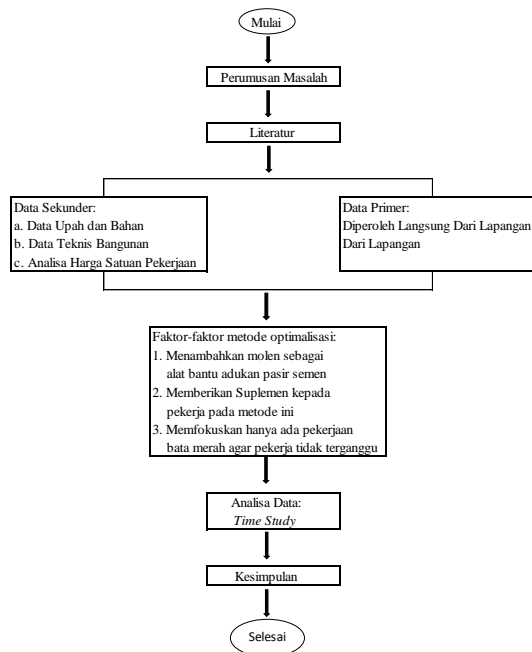 Mulai
Perumusan Masalah
Literatur
Data Sekunder:
a. Data Upah dan Bahan
b. Data Teknis Bangunan
c. Analisa Harga Satuan Pekerjaan
Data Primer:
Diperoleh Langsung Dari Lapangan
Dari Lapangan
Faktor-faktor metode optimalisasi:
1. Menambahkan molen sebagai
alat bantu adukan pasir semen
2. Memberikan Suplemen kepada
pekerja pada metode ini
3. Memfokuskan hanya ada pekerjaan
bata merah agar pekerja tidak terganggu
Analisa Data:
Time Study
Kesimpulan
Selesai